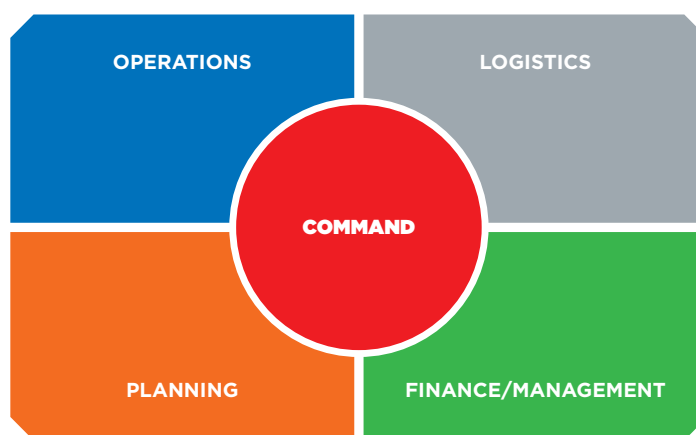 OPERATIONS
LOGISTICS
COMMAND
PLANNING
FINANCE/MANAGEMENT